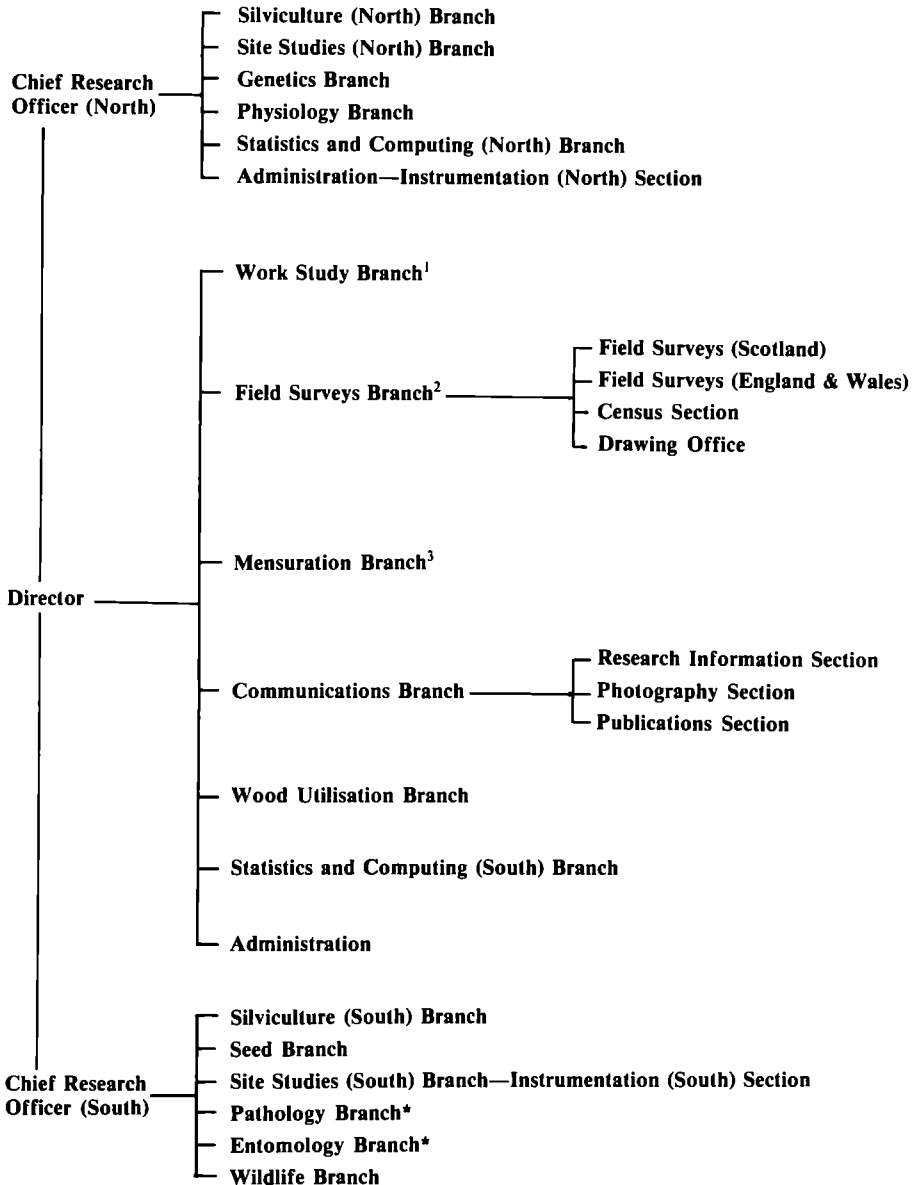 Chief Research
Officer (North)
Silviculture (North) Branch
Site Studies (North) Branch
Genetics Branch
Physiology Branch
Statistics and Computing (North) Branch
Administration—Instrumentation (North) Section
Director
Work Study Branch¹
Field Surveys Branch²
Field Surveys (Scotland)
Field Surveys (England & Wales)
Census Section
Drawing Office
Mensuration Branch³
Communications Branch
Research Information Section
Photography Section
Publications Section
Wood Utilisation Branch
Statistics and Computing (South) Branch
Administration
Chief Research
Officer (South)
Silviculture (South) Branch
Seed Branch
Site Studies (South) Branch—Instrumentation (South) Section
Pathology Branch*
Entomology Branch*
Wildlife Branch